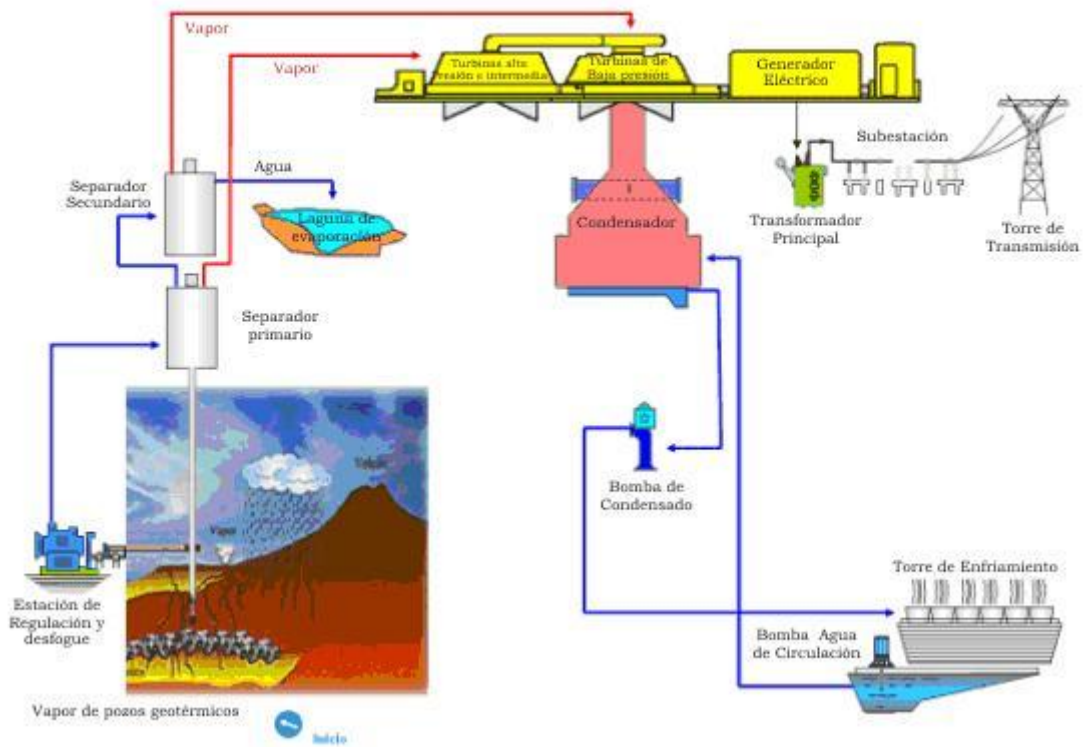 Vapor
Vapor
Turbinas alta
presión e intermedia
Turbinas de
Baja presión
Generador
Eléctrico
Subestación
Agua
Separador
Secundario
Laguna de
evaporación
Condensador
Transformador
Principal
Torre de
Transmisión
Separador
primario
Volcán
Vapor
Bomba de
Condensado
Torre de Enfriamiento
Estación de
Regulación y
desfogue
Bomba Agua
de Circulación
Vapor de pozos geotérmicos
Inicio